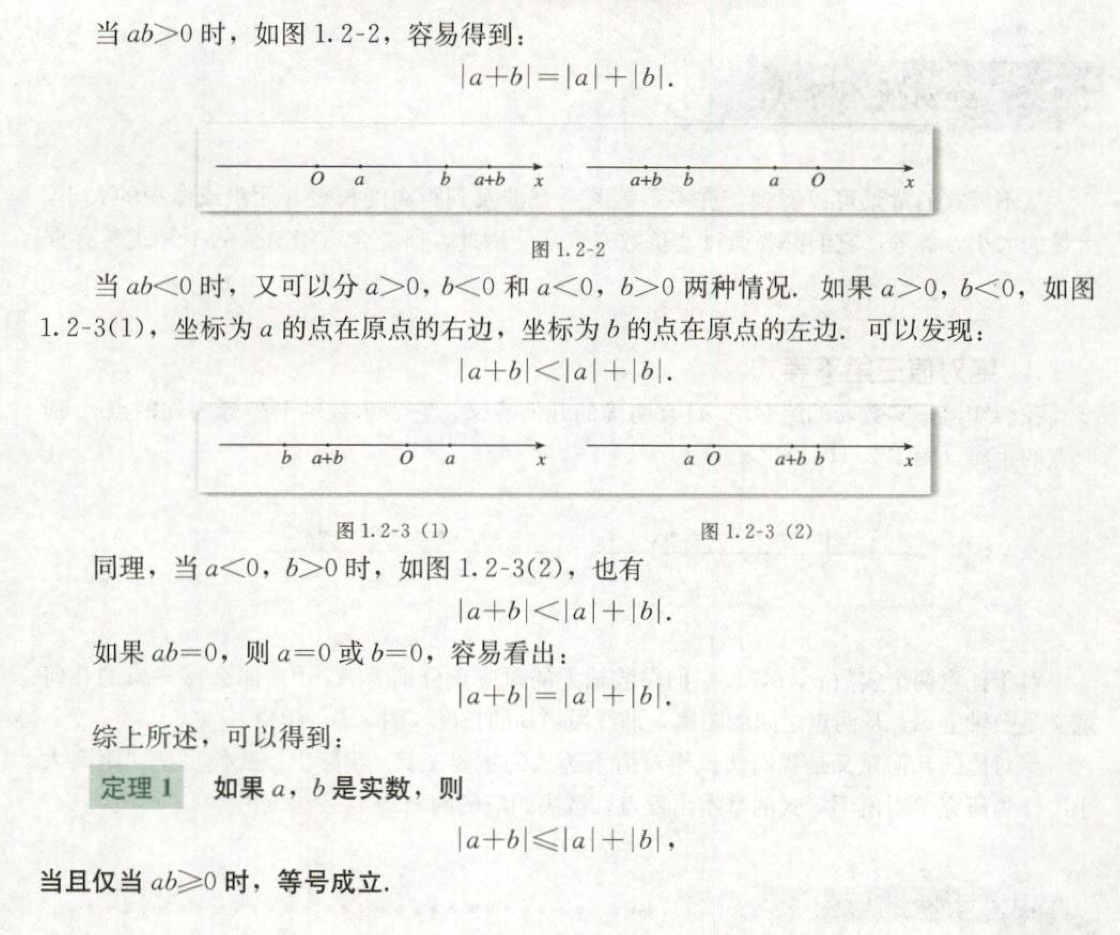 当 ab>0 时，如图 1.2-2，容易得到：
|a+b|=|a|+|b|.
O a b a+b x a+b b a O x
图 1.2-2
当 ab<0 时，又可以分 a>0，b<0 和 a<0，b>0 两种情况. 如果 a>0，b<0，如图
1.2-3(1)，坐标为 a 的点在原点的右边，坐标为 b 的点在原点的左边. 可以发现：
|a+b|<|a|+|b|.
b a+b O a x a O a+b b x
图 1.2-3（1） 图 1.2-3（2）
同理，当 a<0，b>0 时，如图 1.2-3(2)，也有
|a+b|<|a|+|b|.
如果 ab=0，则 a=0 或 b=0，容易看出：
|a+b|=|a|+|b|.
综上所述，可以得到：
定理 1 如果 a，b 是实数，则
|a+b|⩽|a|+|b|，
当且仅当 ab⩾0 时，等号成立.